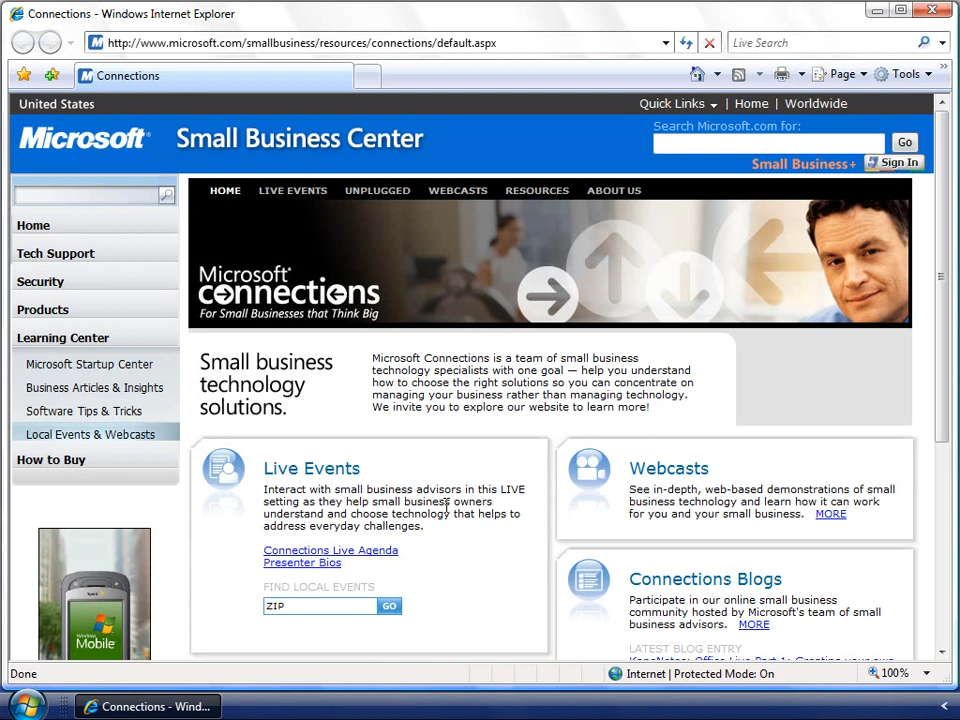 Connections - Windows Internet Explorer
http://www.microsoft.com/smallbusiness/resources/connections/default.aspx
Live Search
Connections
Page
Tools
United States
Quick Links | Home | Worldwide
Microsoft® Small Business Center
Search Microsoft.com for:
Go
Small Business+
Sign In
HOME LIVE EVENTS UNPLUGGED WEBCASTS RESOURCES ABOUT US
Home
Tech Support
Security
Products
Learning Center
Microsoft Startup Center
Business Articles & Insights
Software Tips & Tricks
Local Events & Webcasts
How to Buy
Microsoft®
connections
For Small Businesses that Think Big
Small business
technology
solutions.
Microsoft Connections is a team of small business
technology specialists with one goal — help you understand
how to choose the right solutions so you can concentrate on
managing your business rather than managing technology.
We invite you to explore our website to learn more!
Live Events
Interact with small business advisors in this LIVE
setting as they help small business owners
understand and choose technology that helps to
address everyday challenges.
Connections Live Agenda
Presenter Bios
FIND LOCAL EVENTS
ZIP
GO
Webcasts
See in-depth, web-based demonstrations of small
business technology and learn how it can work
for you and your small business. MORE
Connections Blogs
Participate in our online small business
community hosted by Microsoft's team of small
business advisors. MORE
LATEST BLOG ENTRY
KaneNotes: Office Live Part 1: Creating your own
Sprint
Windows
Mobile
Done
Internet | Protected Mode: On
100%
Connections - Wind...